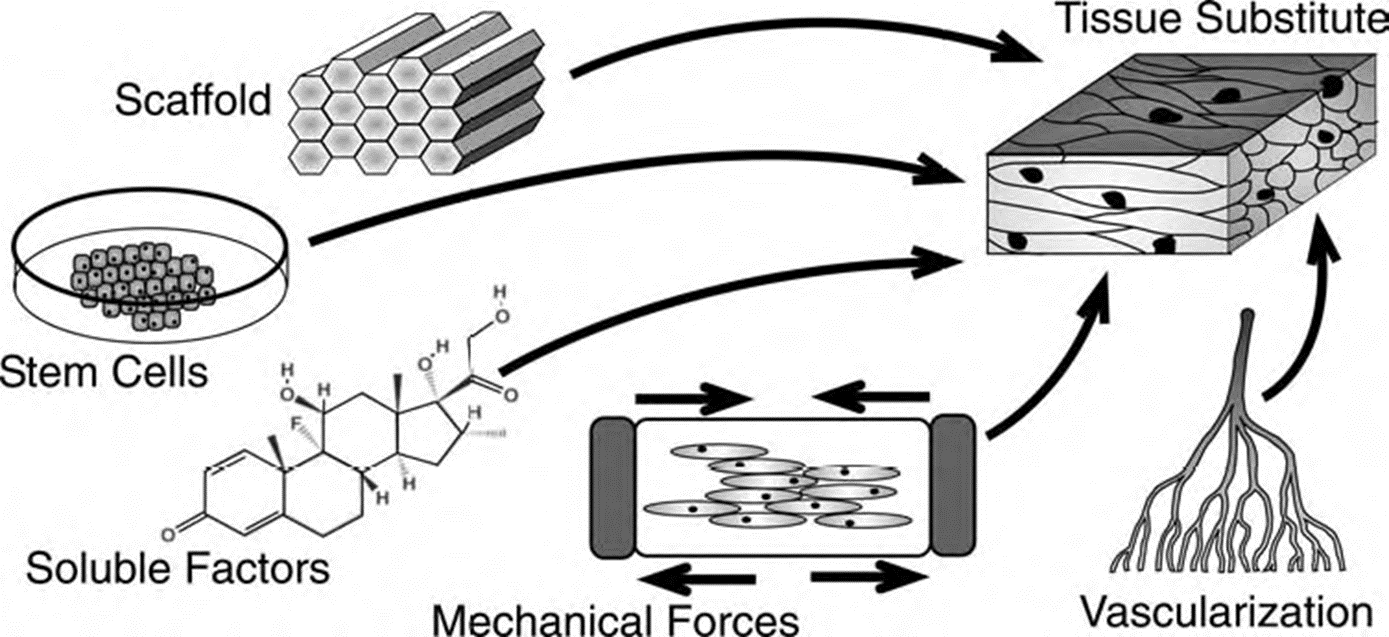 Tissue Substitute
Scaffold
Stem Cells
H
O
H
O
O
H
O
H
F
H
H
H
O
Soluble Factors
Mechanical Forces
Vascularization